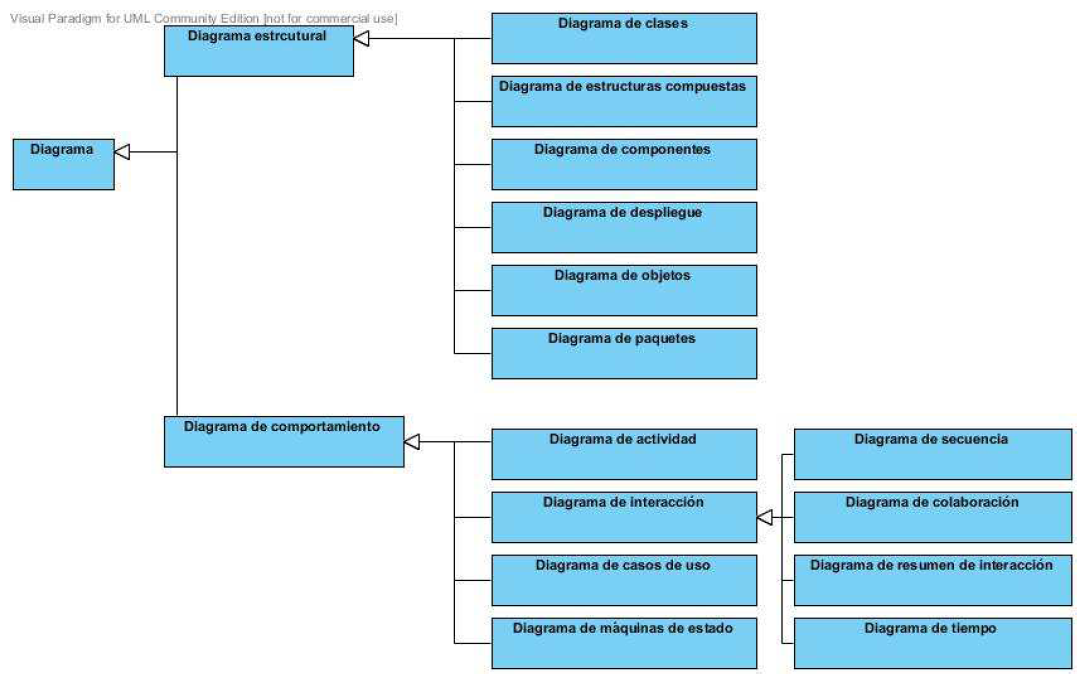 Visual Paradigm for UML Community Edition [not for commercial use]
Diagrama estrcutural
Diagrama
Diagrama de clases
Diagrama de estructuras compuestas
Diagrama de componentes
Diagrama de despliegue
Diagrama de objetos
Diagrama de paquetes
Diagrama de comportamiento
Diagrama de actividad
Diagrama de interacción
Diagrama de casos de uso
Diagrama de máquinas de estado
Diagrama de secuencia
Diagrama de colaboración
Diagrama de resumen de interacción
Diagrama de tiempo